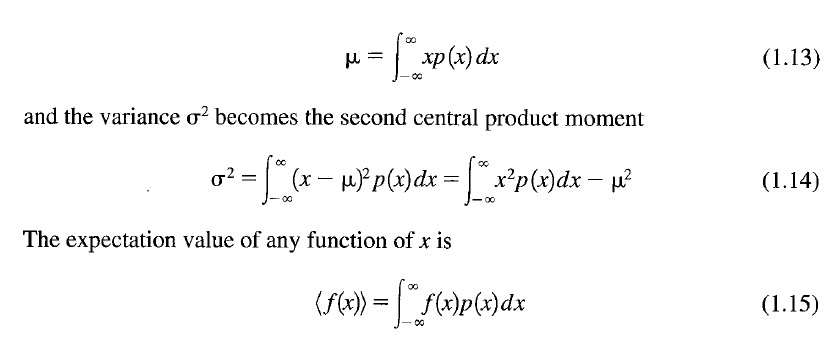 μ = ∫_{-∞}^{∞} xp(x) dx (1.13)
and the variance σ² becomes the second central product moment
σ² = ∫_{-∞}^{∞} (x − μ)² p(x) dx = ∫_{-∞}^{∞} x²p(x) dx − μ² (1.14)
The expectation value of any function of x is
⟨f(x)⟩ = ∫_{-∞}^{∞} f(x)p(x) dx (1.15)